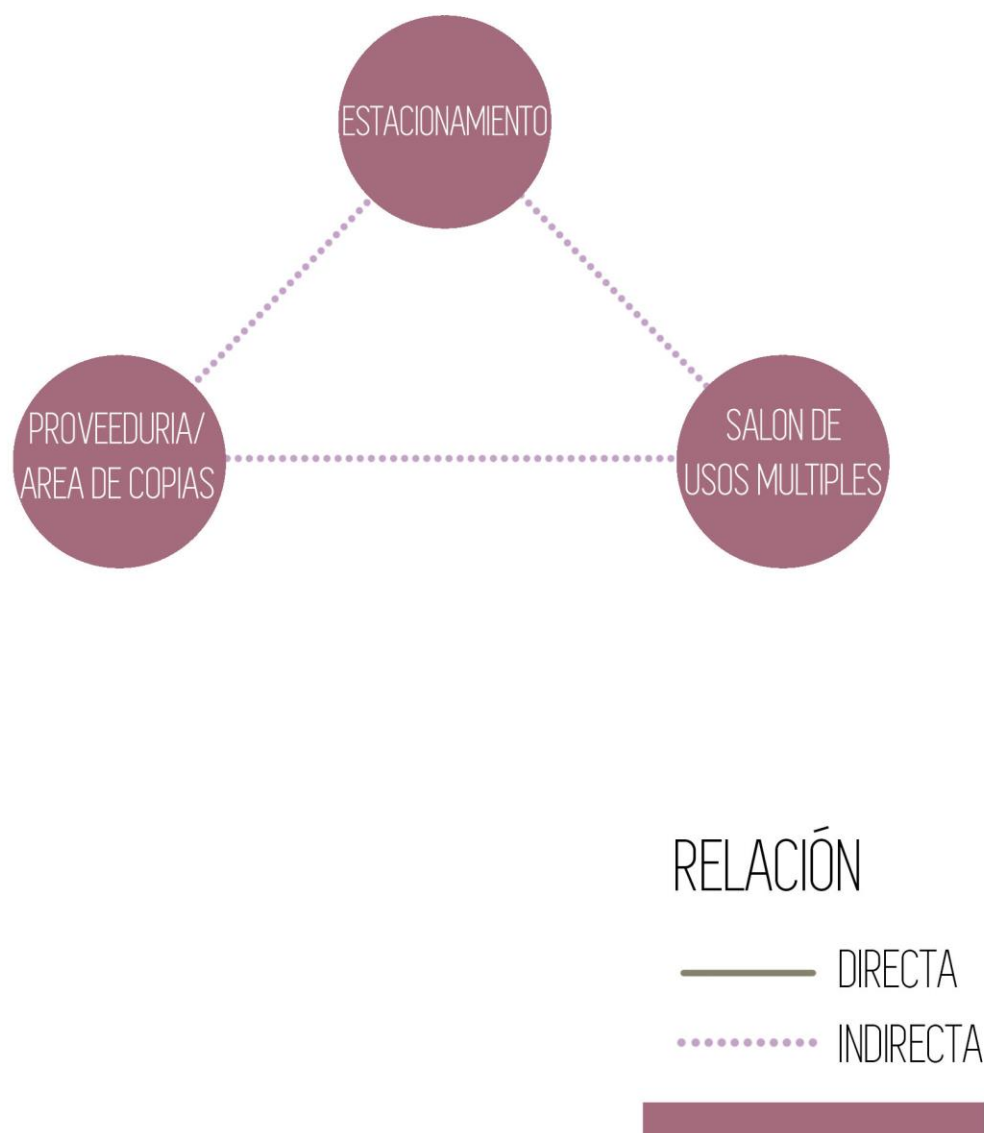 ESTACIONAMIENTO
PROVEEDURIA/
AREA DE COPIAS
SALON DE
USOS MULTIPLES
RELACIÓN
DIRECTA
INDIRECTA